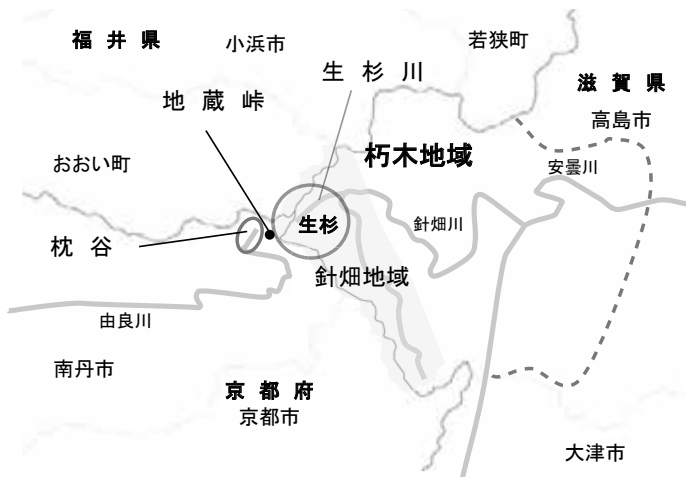 福井県
小浜市
若狭町
生杉川
滋賀県
地蔵峠
高島市
朽木地域
おおい町
安曇川
生杉
針畑川
枕谷
針畑地域
由良川
南丹市
京都府
京都市
大津市